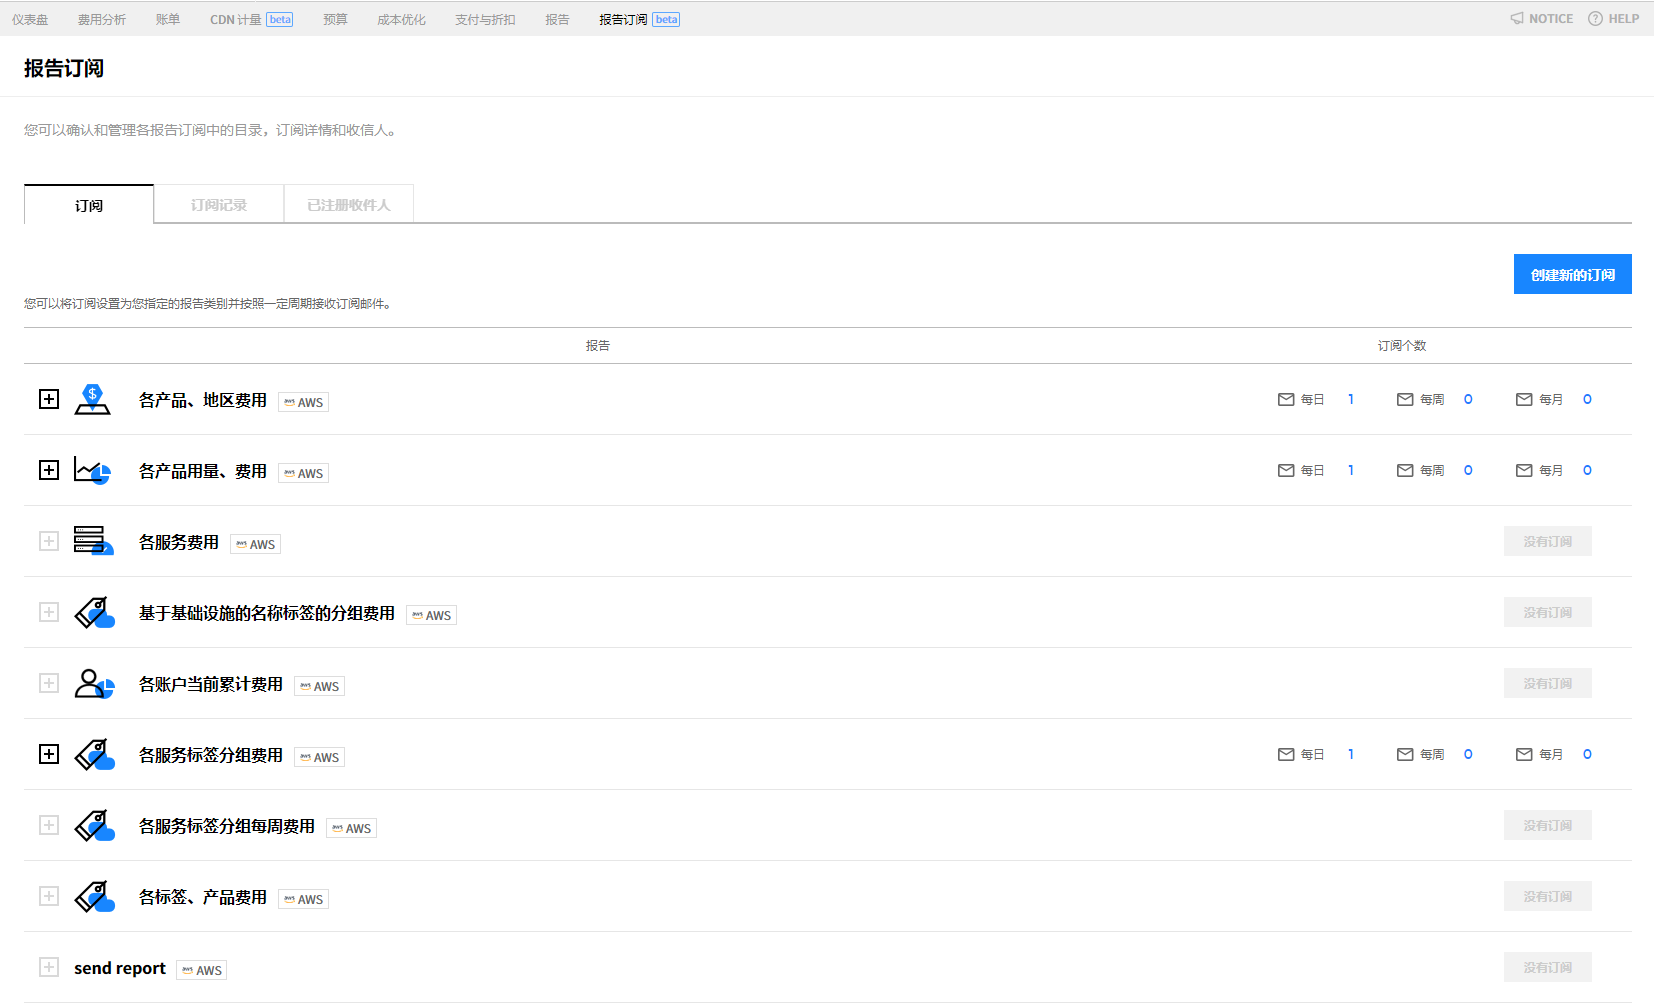 仪表盘 费用分析 账单 CDN 计量 beta 预算 成本优化 支付与折扣 报告 报告订阅 beta NOTICE HELP
报告订阅
您可以确认和管理各报告订阅中的目录，订阅详情和收信人。
订阅 订阅记录 已注册收件人
创建新的订阅
您可以将订阅设置为您指定的报告类别并按照一定周期接收订阅邮件。
报告 订阅个数
各产品、地区费用 aws AWS 每日 1 每周 0 每月 0
各产品用量、费用 aws AWS 每日 1 每周 0 每月 0
各服务费用 aws AWS 没有订阅
基于基础设施的名称标签的分组费用 aws AWS 没有订阅
各账户当前累计费用 aws AWS 没有订阅
各服务标签分组费用 aws AWS 每日 1 每周 0 每月 0
各服务标签分组每周费用 aws AWS 没有订阅
各标签、产品费用 aws AWS 没有订阅
send report aws AWS 没有订阅